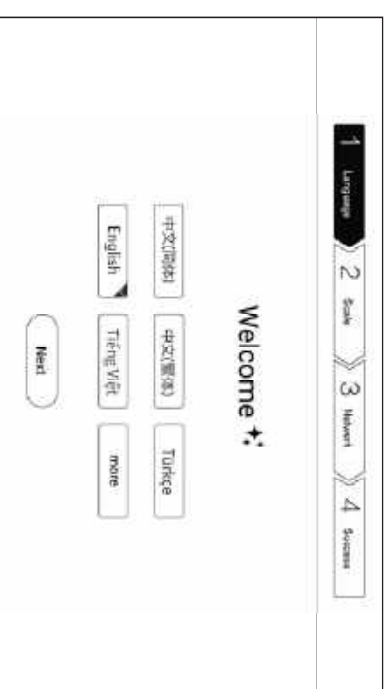 1 Language 2 Scale 3 Network 4 Success
Welcome
中文(简体) 中文(繁体) Türkçe
English Tiếng Việt more
Next